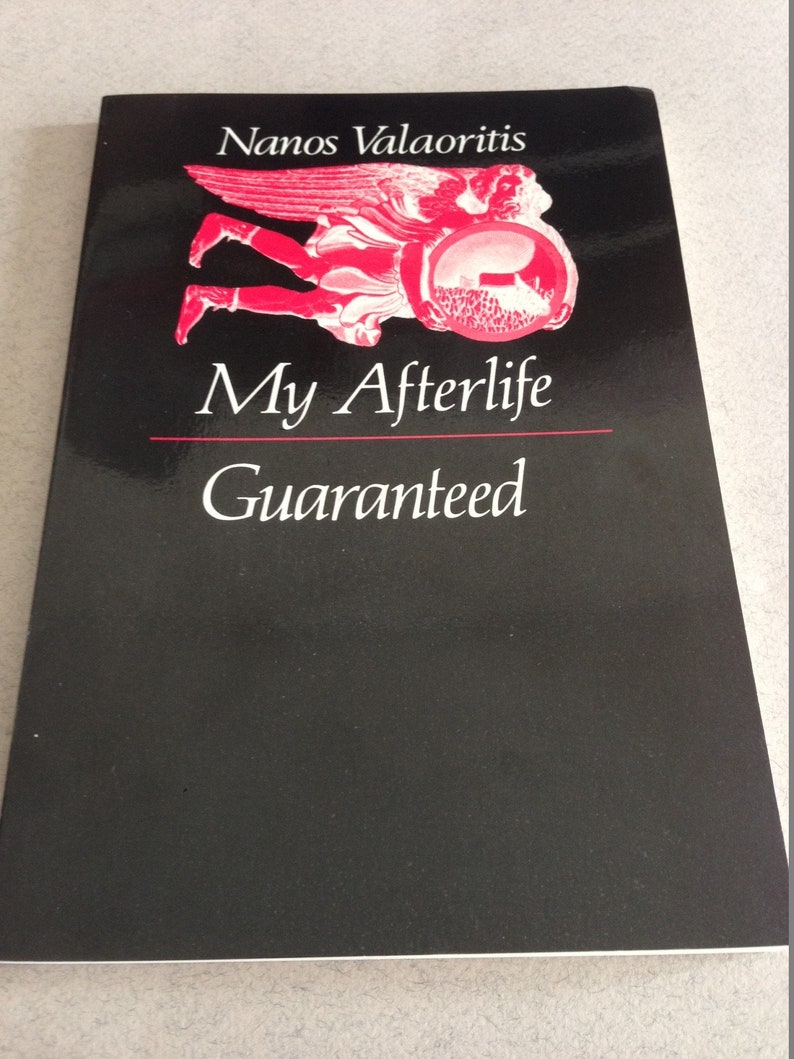 Nanos Valaoritis
My Afterlife
Guaranteed